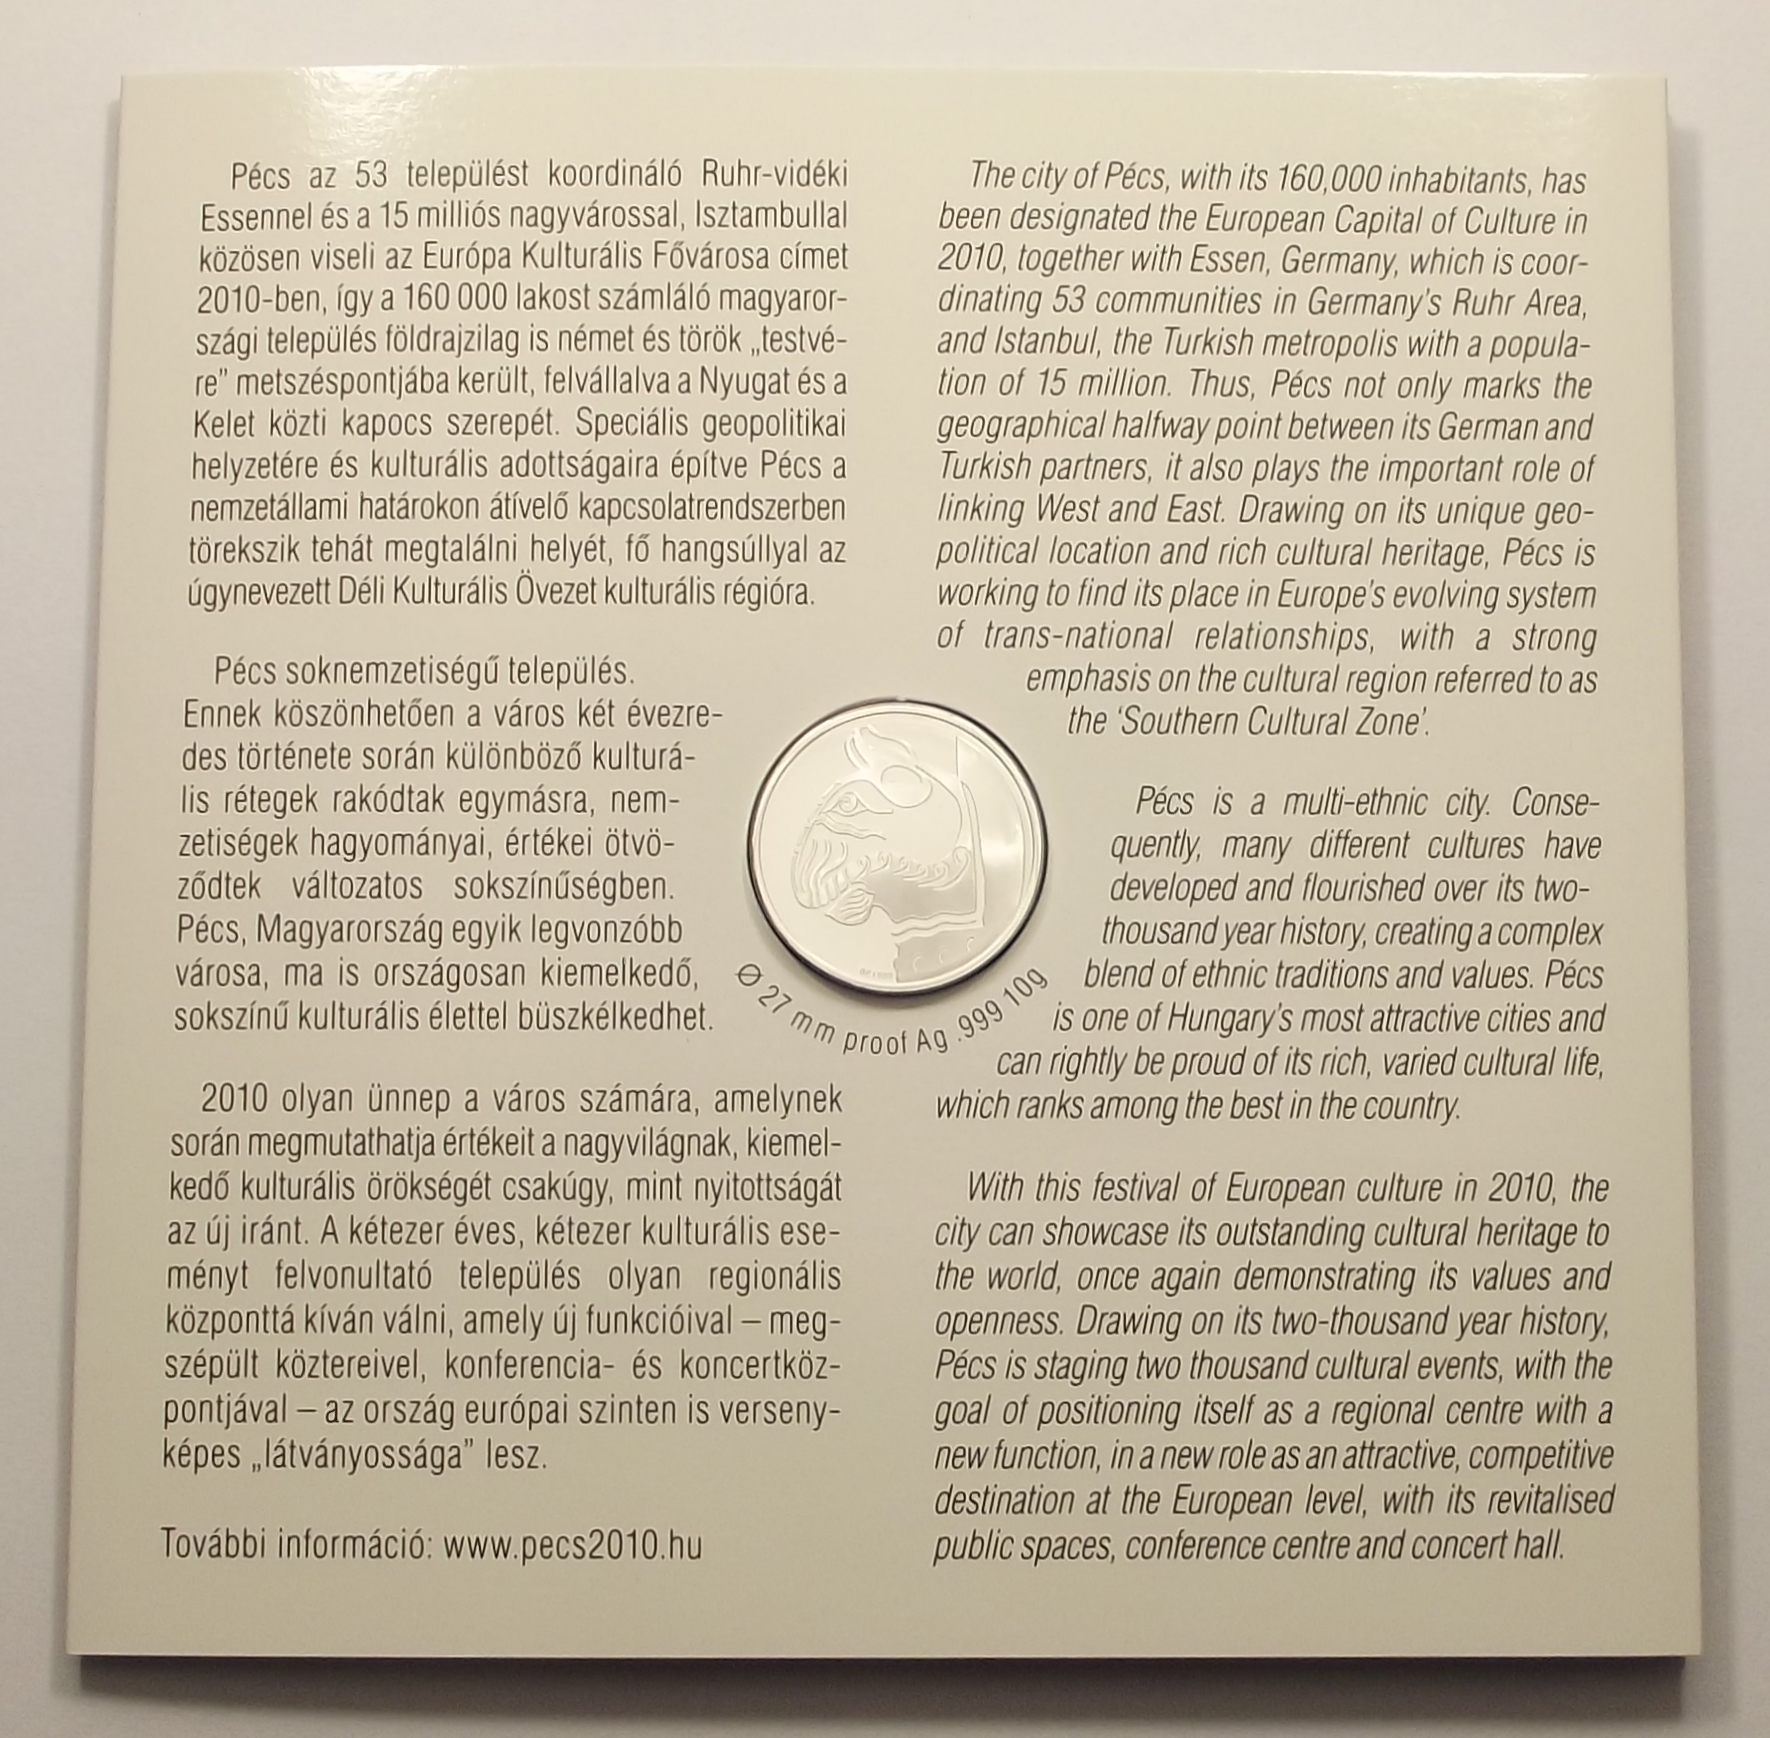 Pécs az 53 települést koordináló Ruhr-vidéki
Essennel és a 15 milliós nagyvárossal, Isztambullal
közösen viseli az Európa Kulturális Fővárosa címet
2010-ben, így a 160 000 lakost számláló magyaror-
szági település földrajzilag is német és török „testvé-
re” metszéspontjába került, felvállalva a Nyugat és a
Kelet közti kapocs szerepét. Speciális geopolitikai
helyzetére és kulturális adottságaira építve Pécs a
nemzetállami határokon átívelő kapcsolatrendszerben
törekszik tehát megtalálni helyét, fő hangsúllyal az
úgynevezett Déli Kulturális Övezet kulturális régióra.
Pécs soknemzetiségű település.
Ennek köszönhetően a város két évezre-
des története során különböző kulturá-
lis rétegek rakódtak egymásra, nem-
zetiségek hagyományai, értékei ötvö-
ződtek változatos sokszínűségben.
Pécs, Magyarország egyik legvonzóbb
városa, ma is országosan kiemelkedő,
sokszínű kulturális élettel büszkélkedhet.
2010 olyan ünnep a város számára, amelynek
során megmutathatja értékeit a nagyvilágnak, kiemel-
kedő kulturális örökségét csakúgy, mint nyitottságát
az új iránt. A kétezer éves, kétezer kulturális ese-
ményt felvonultató település olyan regionális
központtá kíván válni, amely új funkcióival – meg-
szépült köztereivel, konferencia- és koncertköz-
pontjával – az ország európai szinten is verseny-
képes „látványossága” lesz.
További információ: www.pecs2010.hu
Ø 27 mm proof Ag .999 10g
The city of Pécs, with its 160,000 inhabitants, has
been designated the European Capital of Culture in
2010, together with Essen, Germany, which is coor-
dinating 53 communities in Germany's Ruhr Area,
and Istanbul, the Turkish metropolis with a popula-
tion of 15 million. Thus, Pécs not only marks the
geographical halfway point between its German and
Turkish partners, it also plays the important role of
linking West and East. Drawing on its unique geo-
political location and rich cultural heritage, Pécs is
working to find its place in Europe's evolving system
of trans-national relationships, with a strong
emphasis on the cultural region referred to as
the 'Southern Cultural Zone'.
Pécs is a multi-ethnic city. Conse-
quently, many different cultures have
developed and flourished over its two-
thousand year history, creating a complex
blend of ethnic traditions and values. Pécs
is one of Hungary's most attractive cities and
can rightly be proud of its rich, varied cultural life,
which ranks among the best in the country.
With this festival of European culture in 2010, the
city can showcase its outstanding cultural heritage to
the world, once again demonstrating its values and
openness. Drawing on its two-thousand year history,
Pécs is staging two thousand cultural events, with the
goal of positioning itself as a regional centre with a
new function, in a new role as an attractive, competitive
destination at the European level, with its revitalised
public spaces, conference centre and concert hall.